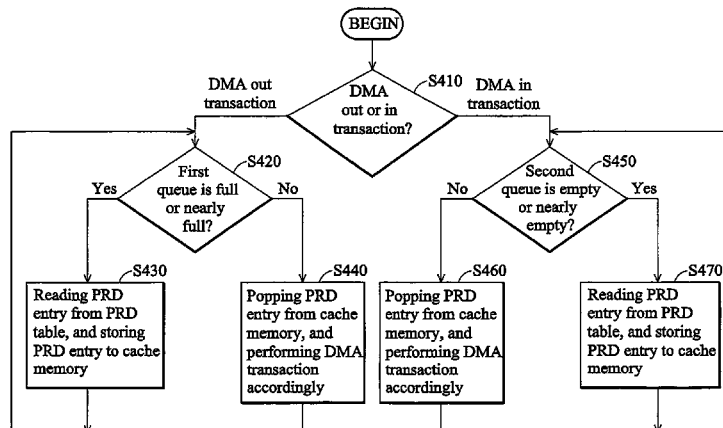 BEGIN
S410
DMA out
transaction
DMA
out or in
transaction?
DMA in
transaction
S420
First
queue is full
or nearly
full?
Yes
No
S450
Second
queue is empty
or nearly
empty?
No
Yes
S430
Reading PRD
entry from PRD
table, and storing
PRD entry to cache
memory
S440
Popping PRD
entry from cache
memory, and
performing DMA
transaction
accordingly
S460
Popping PRD
entry from cache
memory, and
performing DMA
transaction
accordingly
S470
Reading PRD
entry from PRD
table, and storing
PRD entry to cache
memory